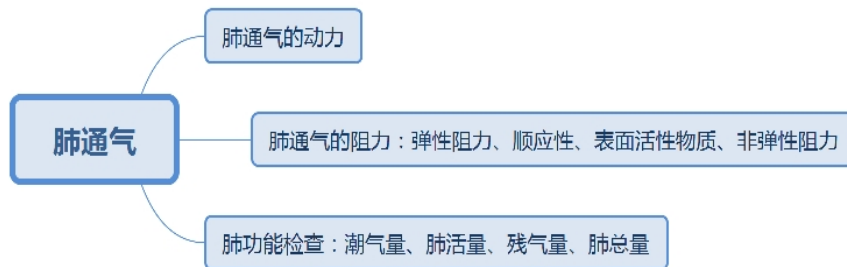 肺通气的动力
肺通气
肺通气的阻力：弹性阻力、顺应性、表面活性物质、非弹性阻力
肺功能检查：潮气量、肺活量、残气量、肺总量